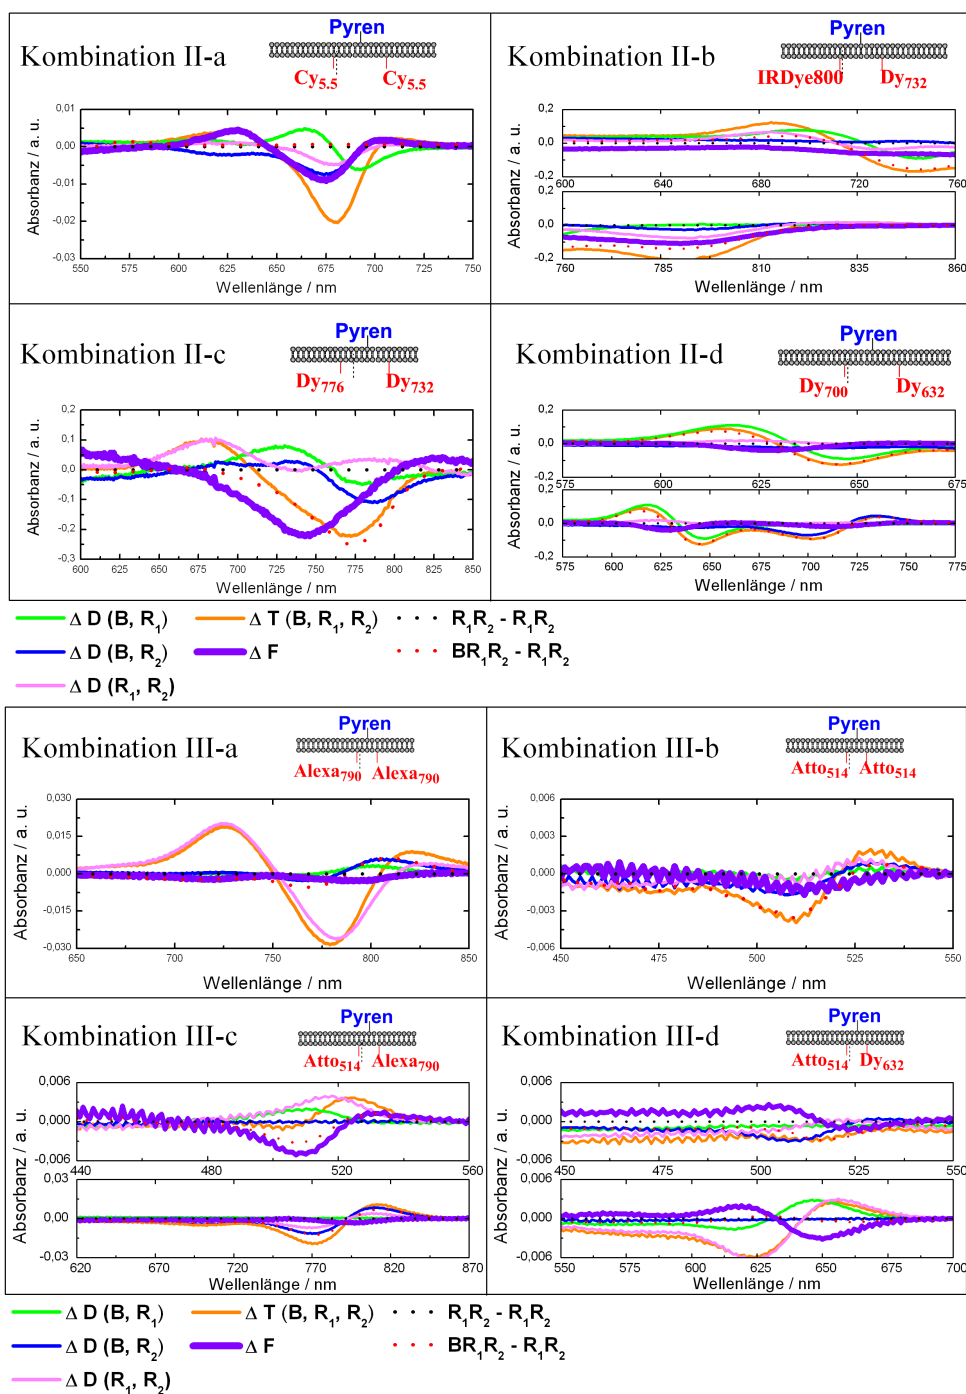 Kombination II-a
Pyren
Cy5.5 Cy5.5
0,01
0,00
-0,01
-0,02
-0,03
550 575 600 625 650 675 700 725 750
Absorbanz / a. u.
Wellenlänge / nm
Kombination II-b
Pyren
IRDye800 Dy732
0,2
0,0
-0,2
600 640 680 720 760
0,2
0,0
-0,2
760 785 810 835 860
Absorbanz / a. u.
Wellenlänge / nm
Kombination II-c
Pyren
Dy776 Dy732
0,2
0,1
0,0
-0,1
-0,2
-0,3
600 625 650 675 700 725 750 775 800 825 850
Absorbanz / a. u.
Wellenlänge / nm
Kombination II-d
Pyren
Dy700 Dy632
0,2
0,0
-0,2
575 600 625 650 675
0,2
0,0
-0,2
575 600 625 650 675 700 725 750 775
Absorbanz / a. u.
Wellenlänge / nm
Δ D (B, R1) Δ T (B, R1, R2) R1R2 - R1R2
Δ D (B, R2) Δ F BR1R2 - R1R2
Δ D (R1, R2)
Kombination III-a
Pyren
Alexa790 Alexa790
0,030
0,015
0,000
-0,015
-0,030
650 700 750 800 850
Absorbanz / a. u.
Wellenlänge / nm
Kombination III-b
Pyren
Atto514 Atto514
0,006
0,003
0,000
-0,003
-0,006
450 475 500 525 550
Absorbanz / a. u.
Wellenlänge / nm
Kombination III-c
Pyren
Atto514 Alexa790
0,006
0,000
-0,006
440 480 520 560
0,03
0,00
-0,03
620 670 720 770 820 870
Absorbanz / a. u.
Wellenlänge / nm
Kombination III-d
Pyren
Atto514 Dy632
0,006
0,000
-0,006
450 500 550
0,006
0,000
-0,006
550 575 600 625 650 675 700
Absorbanz / a. u.
Wellenlänge / nm
Δ D (B, R1) Δ T (B, R1, R2) R1R2 - R1R2
Δ D (B, R2) Δ F BR1R2 - R1R2
Δ D (R1, R2)